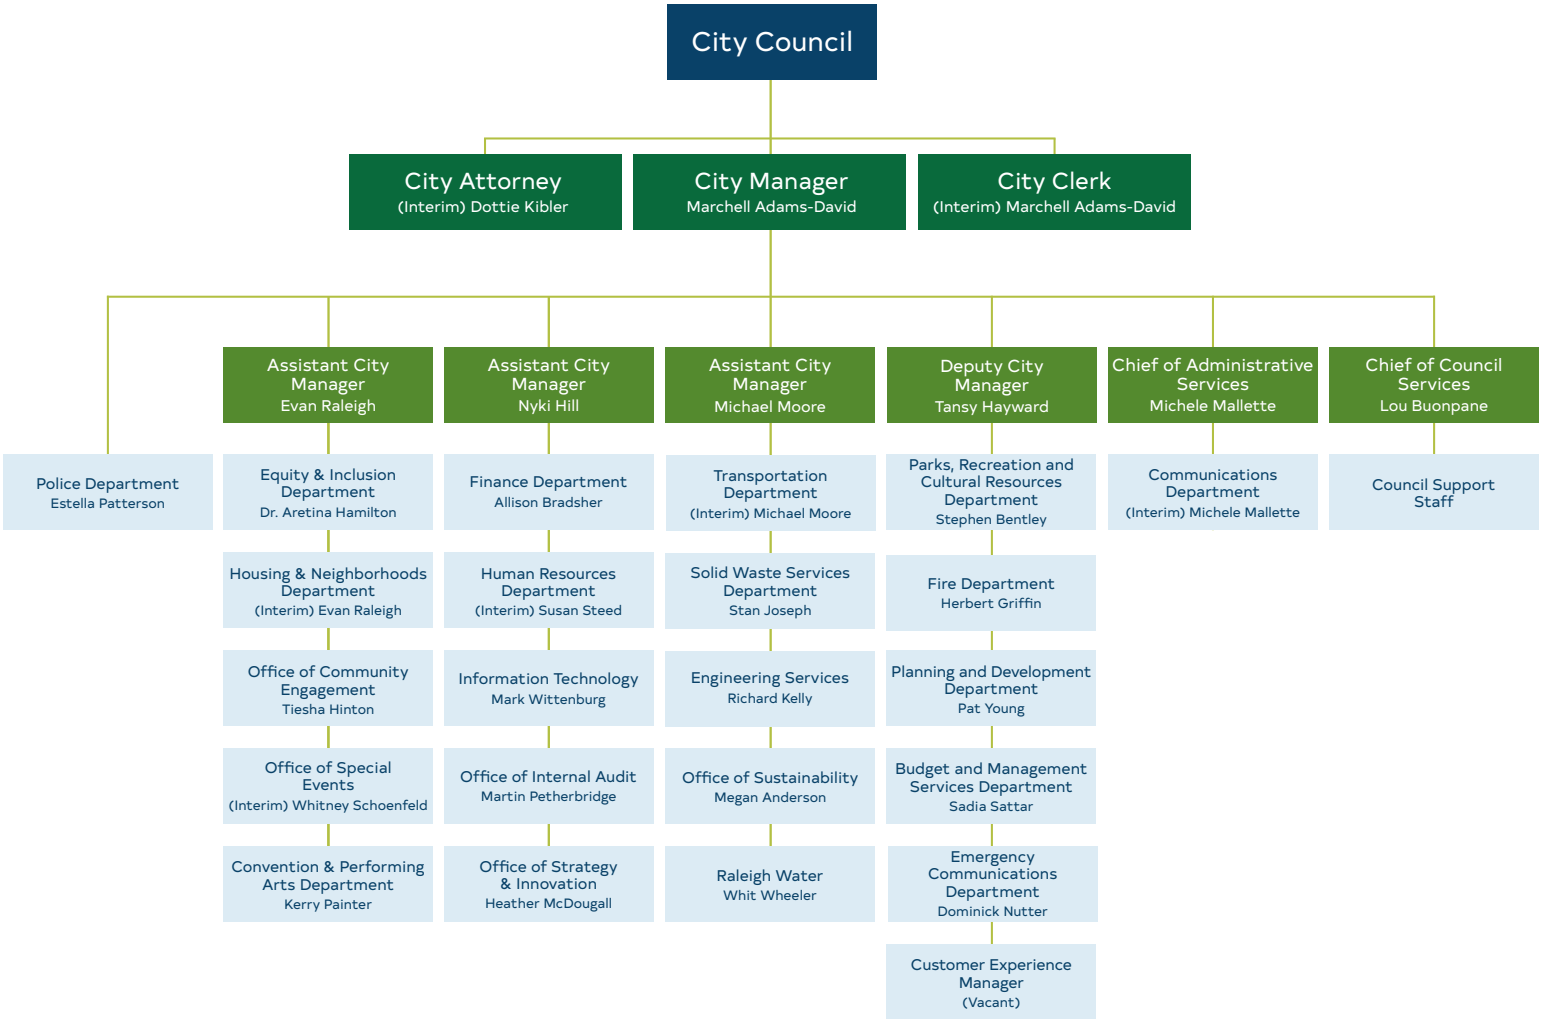 City Council
City Attorney
(Interim) Dottie Kibler
City Manager
Marchell Adams-David
City Clerk
(Interim) Marchell Adams-David
Assistant City
Manager
Evan Raleigh
Assistant City
Manager
Nyki Hill
Assistant City
Manager
Michael Moore
Deputy City
Manager
Tansy Hayward
Chief of Administrative
Services
Michele Mallette
Chief of Council
Services
Lou Buonpane
Police Department
Estella Patterson
Equity & Inclusion
Department
Dr. Aretina Hamilton
Finance Department
Allison Bradsher
Transportation
Department
(Interim) Michael Moore
Parks, Recreation and
Cultural Resources
Department
Stephen Bentley
Communications
Department
(Interim) Michele Mallette
Council Support
Staff
Housing & Neighborhoods
Department
(Interim) Evan Raleigh
Human Resources
Department
(Interim) Susan Steed
Solid Waste Services
Department
Stan Joseph
Fire Department
Herbert Griffin
Office of Community
Engagement
Tiesha Hinton
Information Technology
Mark Wittenburg
Engineering Services
Richard Kelly
Planning and Development
Department
Pat Young
Office of Special
Events
(Interim) Whitney Schoenfeld
Office of Internal Audit
Martin Petherbridge
Office of Sustainability
Megan Anderson
Budget and Management
Services Department
Sadia Sattar
Convention & Performing
Arts Department
Kerry Painter
Office of Strategy
& Innovation
Heather McDougall
Raleigh Water
Whit Wheeler
Emergency
Communications
Department
Dominick Nutter
Customer Experience
Manager
(Vacant)